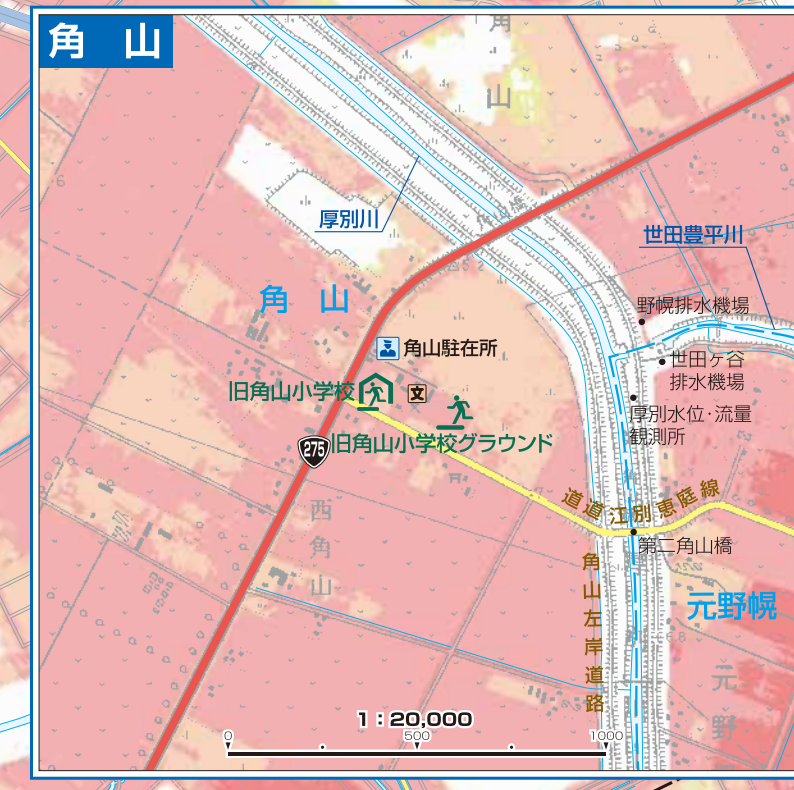 角 山
角
山
厚別川
世田豊平川
角山橋
野幌排水機場
角 山
角山駐在所
世田ヶ谷
排水機場
旧角山小学校
文
厚別水位・流量
観測所
旧角山小学校グラウンド
275
道道江別恵庭線
西角山
第二角山橋
角山左岸道路
元野幌
元野
1:20,000
0 500 1000